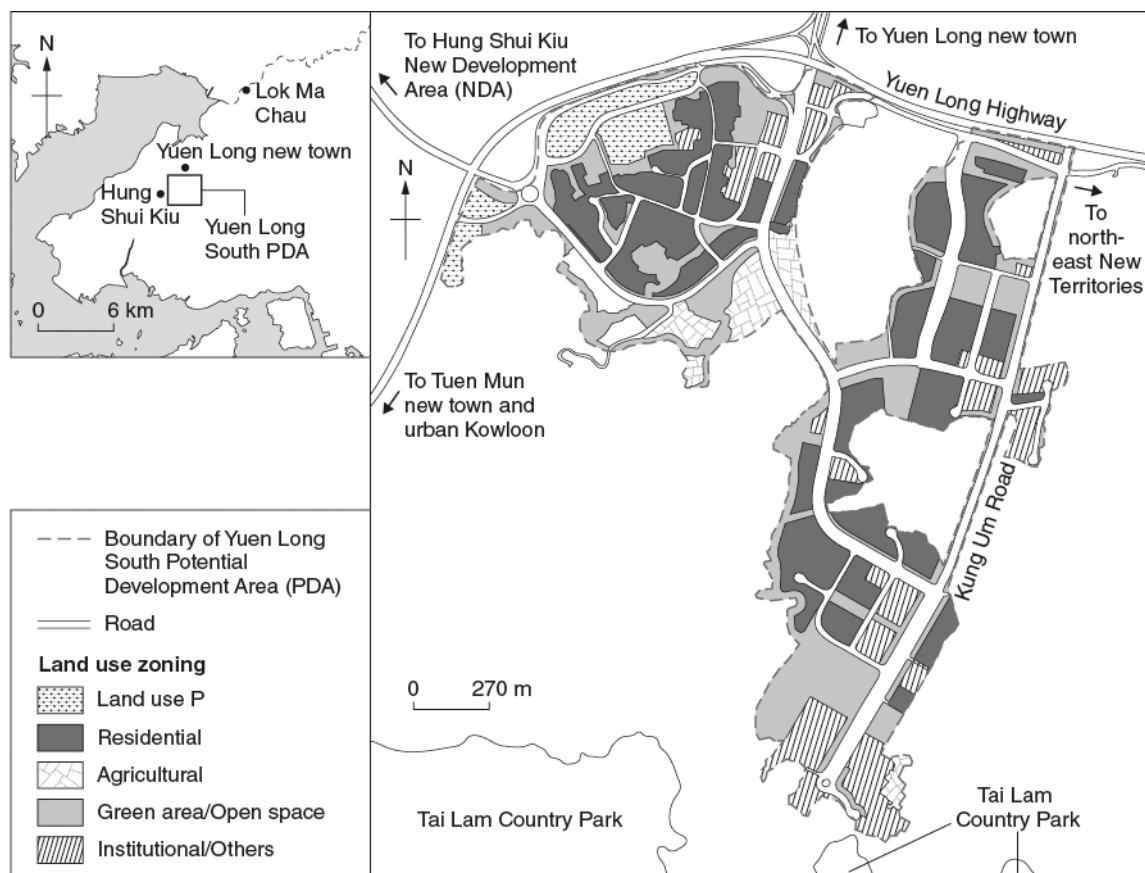 N
Lok Ma
Chau
Yuen Long new town
Hung
Shui Kiu
Yuen Long
South PDA
0 6 km
To Hung Shui Kiu
New Development
Area (NDA)
To Yuen Long new town
Yuen Long Highway
N
To
north-
east New
Territories
To Tuen Mun
new town and
urban Kowloon
Kung Um Road
0 270 m
Tai Lam Country Park
Tai Lam
Country Park
Boundary of Yuen Long
South Potential
Development Area (PDA)
Road
Land use zoning
Land use P
Residential
Agricultural
Green area/Open space
Institutional/Others